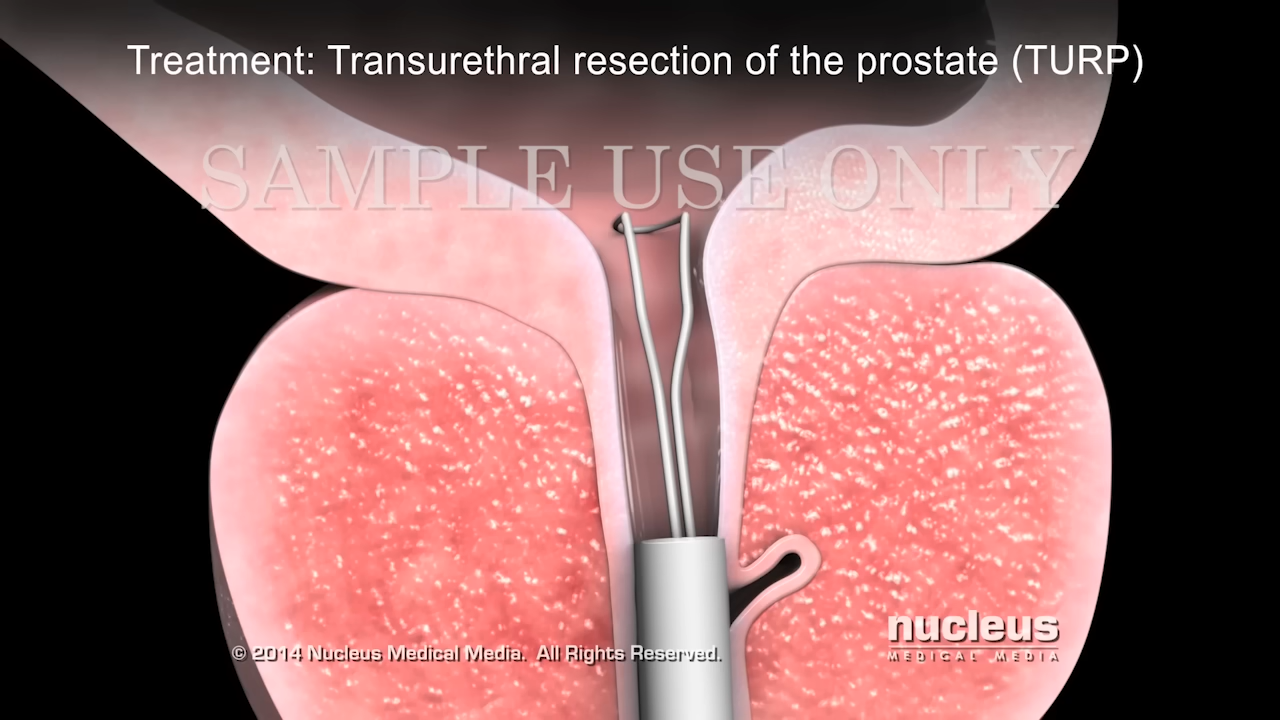 Treatment: Transurethral resection of the prostate (TURP)
SAMPLE USE ONLY
nucleus
MEDICAL MEDIA
© 2014 Nucleus Medical Media. All Rights Reserved.